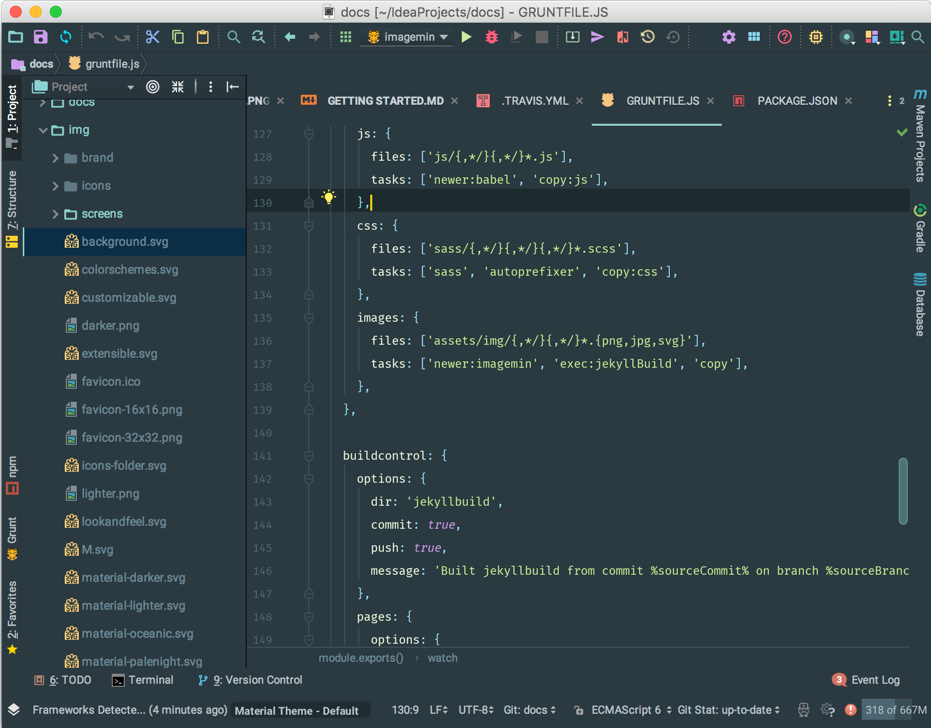 docs [~/IdeaProjects/docs] - GRUNTFILE.JS
imagemin
docs gruntfile.js
1: Project
7: Structure
npm
Grunt
2: Favorites
Project
docs
img
brand
icons
screens
background.svg
colorschemes.svg
customizable.svg
darker.png
extensible.svg
favicon.ico
favicon-16x16.png
favicon-32x32.png
icons-folder.svg
lighter.png
lookandfeel.svg
M.svg
material-darker.svg
material-lighter.svg
material-oceanic.svg
material-palenight.svg
.PNG GETTING STARTED.MD .TRAVIS.YML GRUNTFILE.JS PACKAGE.JSON 2
127 js: {
128 files: ['js/{,*/}{,*/}*.js'],
129 tasks: ['newer:babel', 'copy:js'],
130 },
131 css: {
132 files: ['sass/{,*/}{,*/}{,*/}*.scss'],
133 tasks: ['sass', 'autoprefixer', 'copy:css'],
134 },
135 images: {
136 files: ['assets/img/{,*/}{,*/}*.{png,jpg,svg}'],
137 tasks: ['newer:imagemin', 'exec:jekyllBuild', 'copy'],
138 },
139 },
140
141 buildcontrol: {
142 options: {
143 dir: 'jekyllbuild',
144 commit: true,
145 push: true,
146 message: 'Built jekyllbuild from commit %sourceCommit% on branch %sourceBranc
147 },
148 pages: {
149 options: {
module.exports() › watch
m Maven Projects
Gradle
Database
6: TODO Terminal 9: Version Control 3 Event Log
Frameworks Detecte... (4 minutes ago) Material Theme - Default 130:9 LF UTF-8 Git: docs ECMAScript 6 Git Stat: up-to-date 318 of 667M